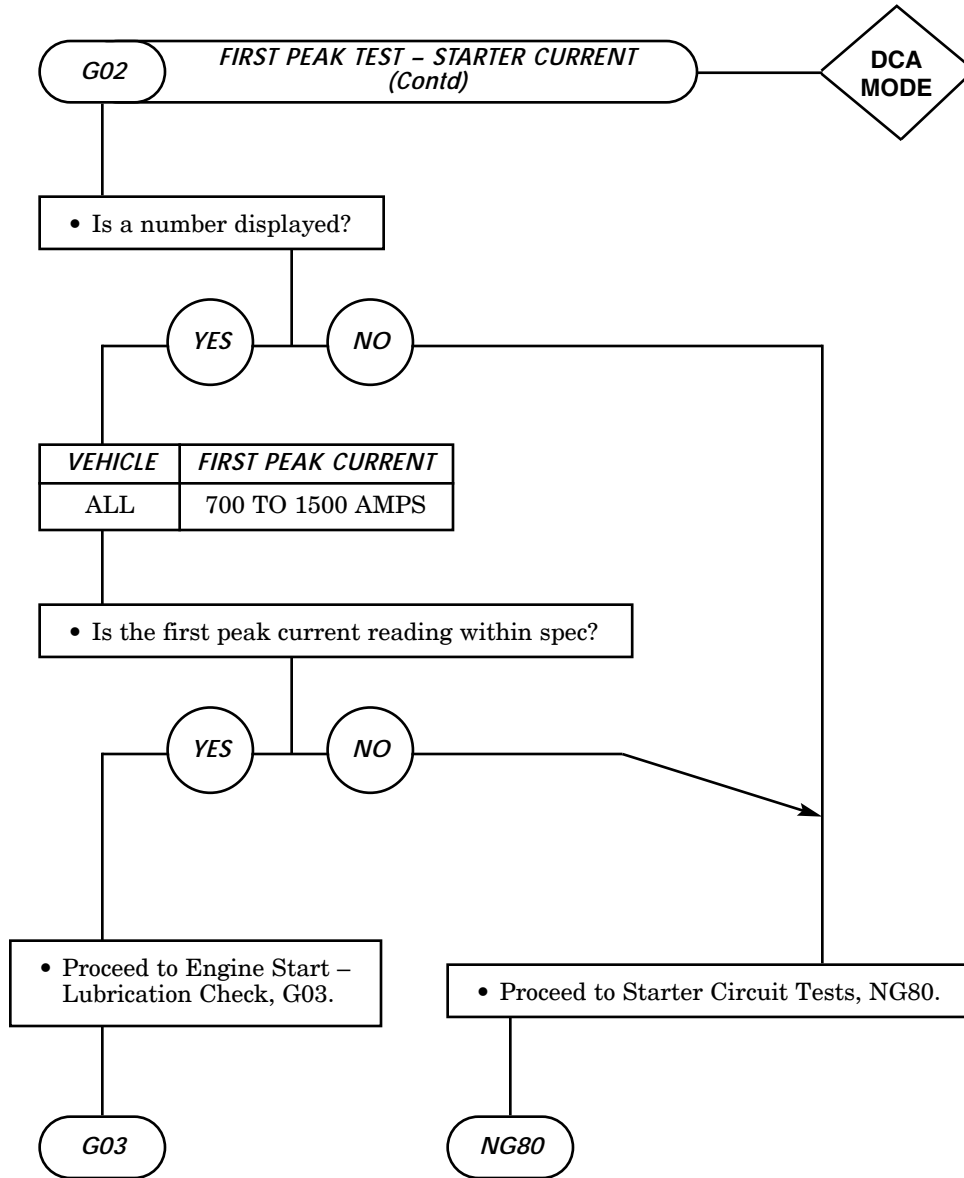 G02
FIRST PEAK TEST – STARTER CURRENT
(Contd)
DCA
MODE
• Is a number displayed?
YES
NO
VEHICLE FIRST PEAK CURRENT
ALL 700 TO 1500 AMPS
• Is the first peak current reading within spec?
YES
NO
• Proceed to Engine Start –
Lubrication Check, G03.
• Proceed to Starter Circuit Tests, NG80.
G03
NG80